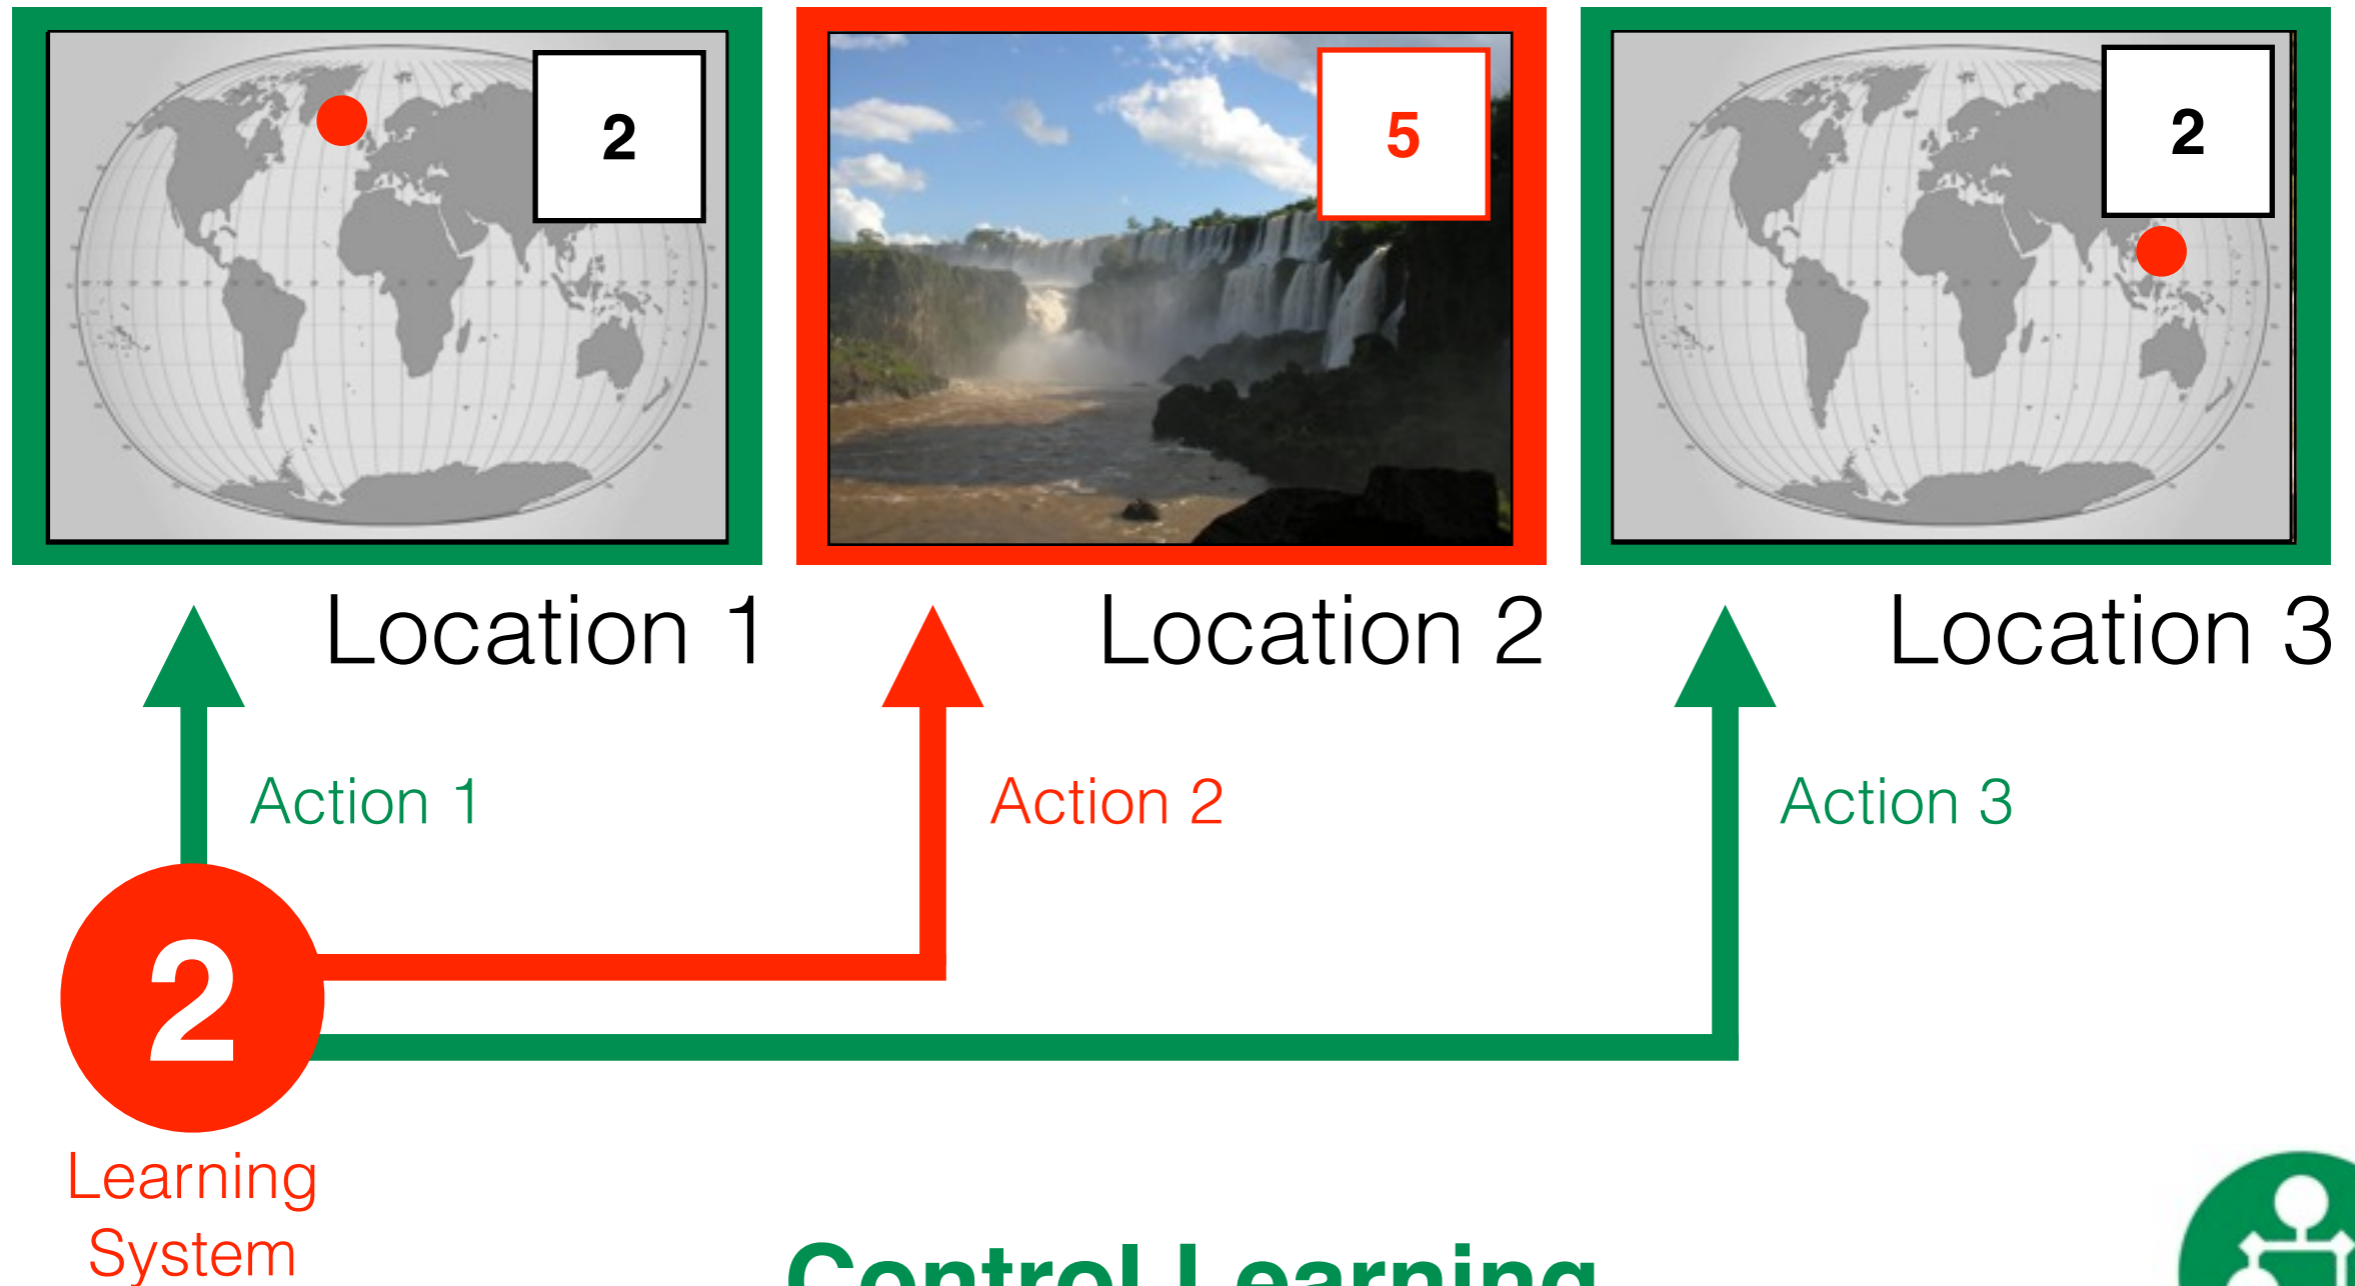 2
5
2
Location 1
Location 2
Location 3
Action 1
Action 2
Action 3
2
Learning
System
Control Learning